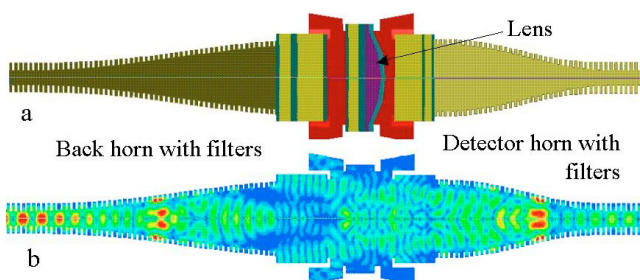 Lens
a
Back horn with filters
Detector horn with
filters
b